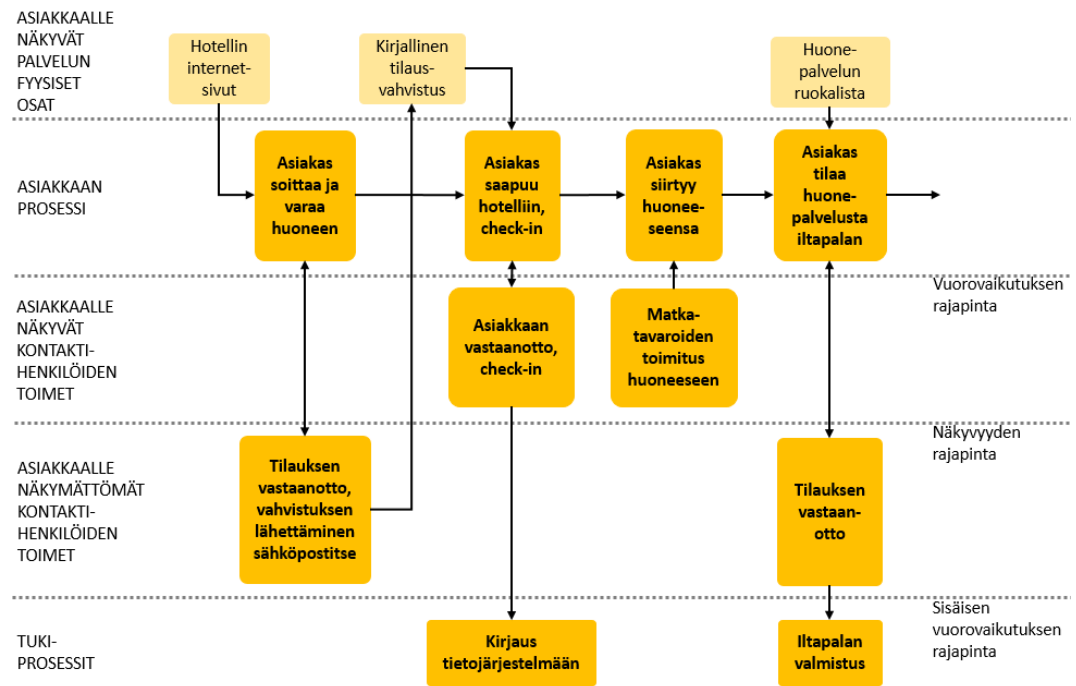 ASIAKKAALLE
NÄKYVÄT
PALVELUN
FYYSISET
OSAT
Hotellin
internet-
sivut
Kirjallinen
tilaus-
vahvistus
Huone-
palvelun
ruokalista
ASIAKKAAN
PROSESSI
Asiakas
soittaa ja
varaa
huoneen
Asiakas
saapuu
hotelliin,
check-in
Asiakas
siirtyy
huonee-
seensa
Asiakas
tilaa
huone-
palvelusta
iltapalan
Vuorovaikutuksen
rajapinta
ASIAKKAALLE
NÄKYVÄT
KONTAKTI-
HENKILÖIDEN
TOIMET
Asiakkaan
vastaanotto,
check-in
Matka-
tavaroiden
toimitus
huoneeseen
Näkyvyyden
rajapinta
ASIAKKAALLE
NÄKYMÄTTÖMÄT
KONTAKTI-
HENKILÖIDEN
TOIMET
Tilauksen
vastaanotto,
vahvistuksen
lähettäminen
sähköpostitse
Tilauksen
vastaan-
otto
Sisäisen
vuorovaikutuksen
rajapinta
TUKI-
PROSESSIT
Kirjaus
tietojärjestelmään
Iltapalan
valmistus